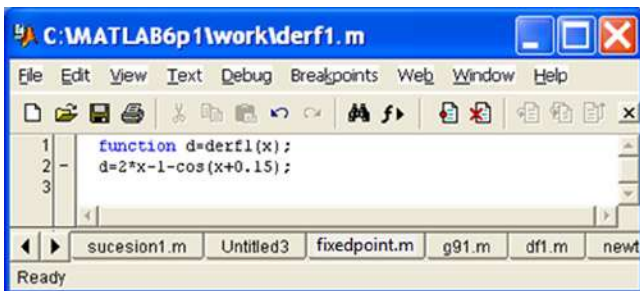 C:\MATLAB6p1\work\derf1.m
File Edit View Text Debug Breakpoints Web Window Help
1 function d=derf1(x);
2 - d=2*x-1-cos(x+0.15);
3
sucesion1.m Untitled3 fixedpoint.m g91.m df1.m newt
Ready